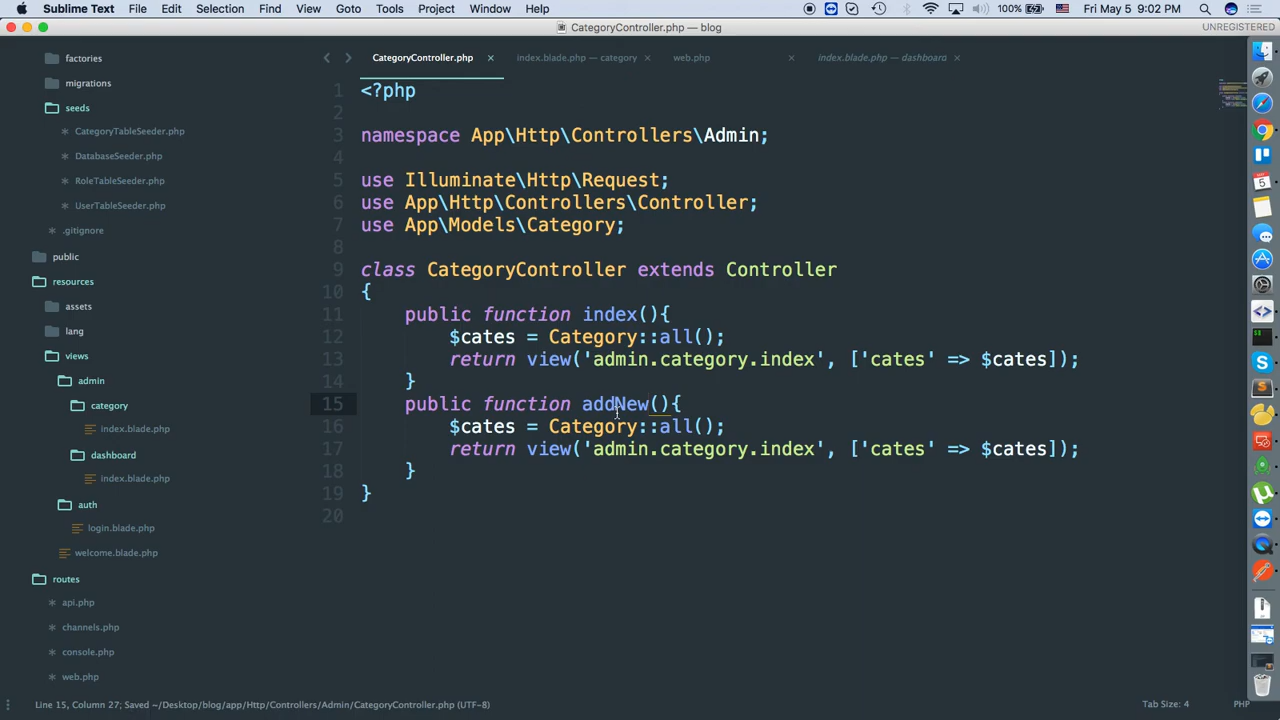 Sublime Text File Edit Selection Find View Goto Tools Project Window Help 100% Fri May 5 9:02 PM
CategoryController.php — blog UNREGISTERED
factories
migrations
seeds
CategoryTableSeeder.php
DatabaseSeeder.php
RoleTableSeeder.php
UserTableSeeder.php
.gitignore
public
resources
assets
lang
views
admin
category
index.blade.php
dashboard
index.blade.php
auth
login.blade.php
welcome.blade.php
routes
api.php
channels.php
console.php
web.php
CategoryController.php × index.blade.php — category × web.php × index.blade.php — dashboard ×
1 <?php
2
3 namespace App\Http\Controllers\Admin;
4
5 use Illuminate\Http\Request;
6 use App\Http\Controllers\Controller;
7 use App\Models\Category;
8
9 class CategoryController extends Controller
10 {
11 public function index(){
12 $cates = Category::all();
13 return view('admin.category.index', ['cates' => $cates]);
14 }
15 public function addNew(){
16 $cates = Category::all();
17 return view('admin.category.index', ['cates' => $cates]);
18 }
19 }
20
Line 15, Column 27; Saved ~/Desktop/blog/app/Http/Controllers/Admin/CategoryController.php (UTF-8) Tab Size: 4 PHP